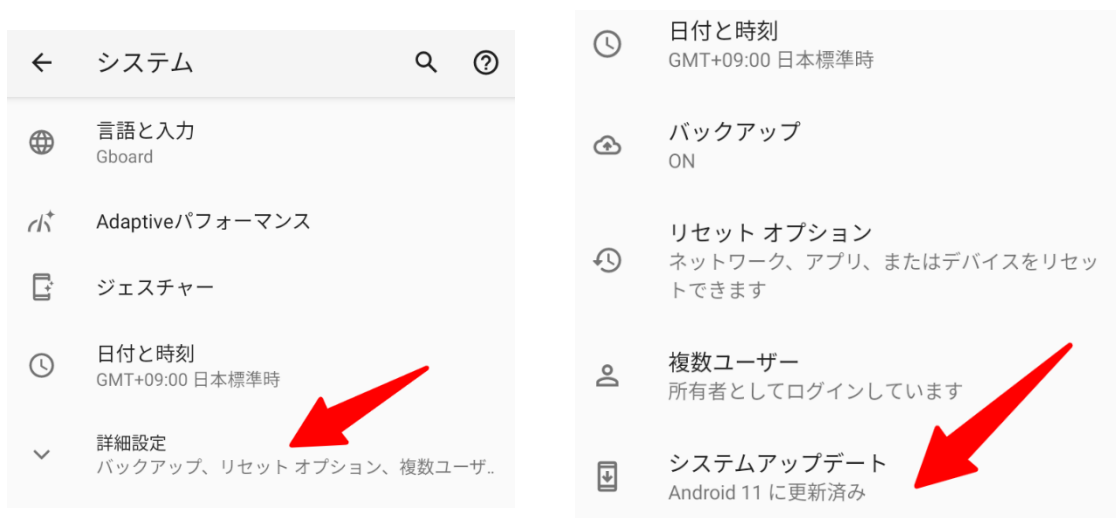 システム
言語と入力
Gboard
Adaptiveパフォーマンス
ジェスチャー
日付と時刻
GMT+09:00 日本標準時
詳細設定
バックアップ、リセット オプション、複数ユーザ..
日付と時刻
GMT+09:00 日本標準時
バックアップ
ON
リセット オプション
ネットワーク、アプリ、またはデバイスをリセッ
トできます
複数ユーザー
所有者としてログインしています
システムアップデート
Android 11 に更新済み